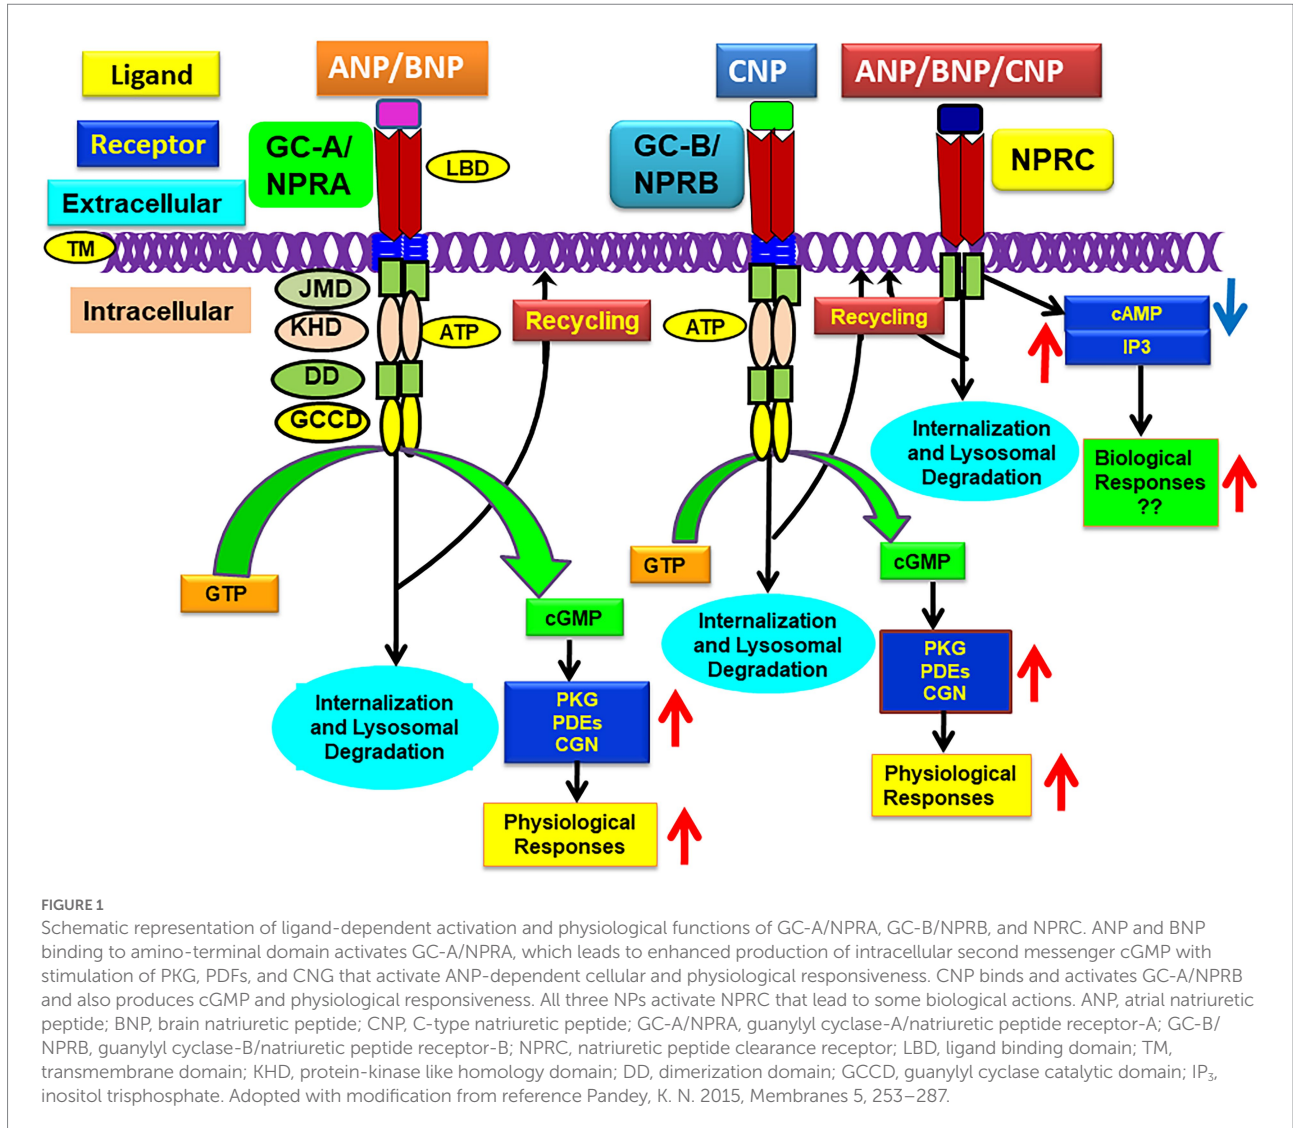 Ligand
ANP/BNP
CNP
ANP/BNP/CNP
Receptor
GC-A/
NPRA
LBD
GC-B/
NPRB
NPRC
Extracellular
TM
Intracellular
JMD
KHD
ATP
Recycling
ATP
Recycling
cAMP
IP3
DD
GCCD
Internalization
and Lysosomal
Degradation
Biological
Responses
??
GTP
cGMP
GTP
cGMP
Internalization
and Lysosomal
Degradation
PKG
PDEs
CGN
Internalization
and Lysosomal
Degradation
PKG
PDEs
CGN
Physiological
Responses
Physiological
Responses
FIGURE 1
Schematic representation of ligand-dependent activation and physiological functions of GC-A/NPRA, GC-B/NPRB, and NPRC. ANP and BNP
binding to amino-terminal domain activates GC-A/NPRA, which leads to enhanced production of intracellular second messenger cGMP with
stimulation of PKG, PDFs, and CNG that activate ANP-dependent cellular and physiological responsiveness. CNP binds and activates GC-A/NPRB
and also produces cGMP and physiological responsiveness. All three NPs activate NPRC that lead to some biological actions. ANP, atrial natriuretic
peptide; BNP, brain natriuretic peptide; CNP, C-type natriuretic peptide; GC-A/NPRA, guanylyl cyclase-A/natriuretic peptide receptor-A; GC-B/
NPRB, guanylyl cyclase-B/natriuretic peptide receptor-B; NPRC, natriuretic peptide clearance receptor; LBD, ligand binding domain; TM,
transmembrane domain; KHD, protein-kinase like homology domain; DD, dimerization domain; GCCD, guanylyl cyclase catalytic domain; IP₃,
inositol trisphosphate. Adopted with modification from reference Pandey, K. N. 2015, Membranes 5, 253–287.